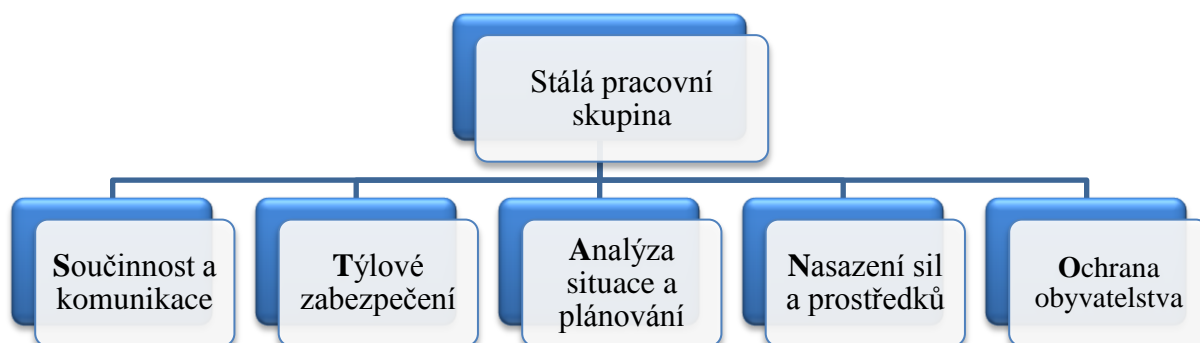 Stálá pracovní
skupina
Součinnost a
komunikace
Týlové
zabezpečení
Analýza
situace a
plánování
Nasazení sil
a prostředků
Ochrana
obyvatelstva